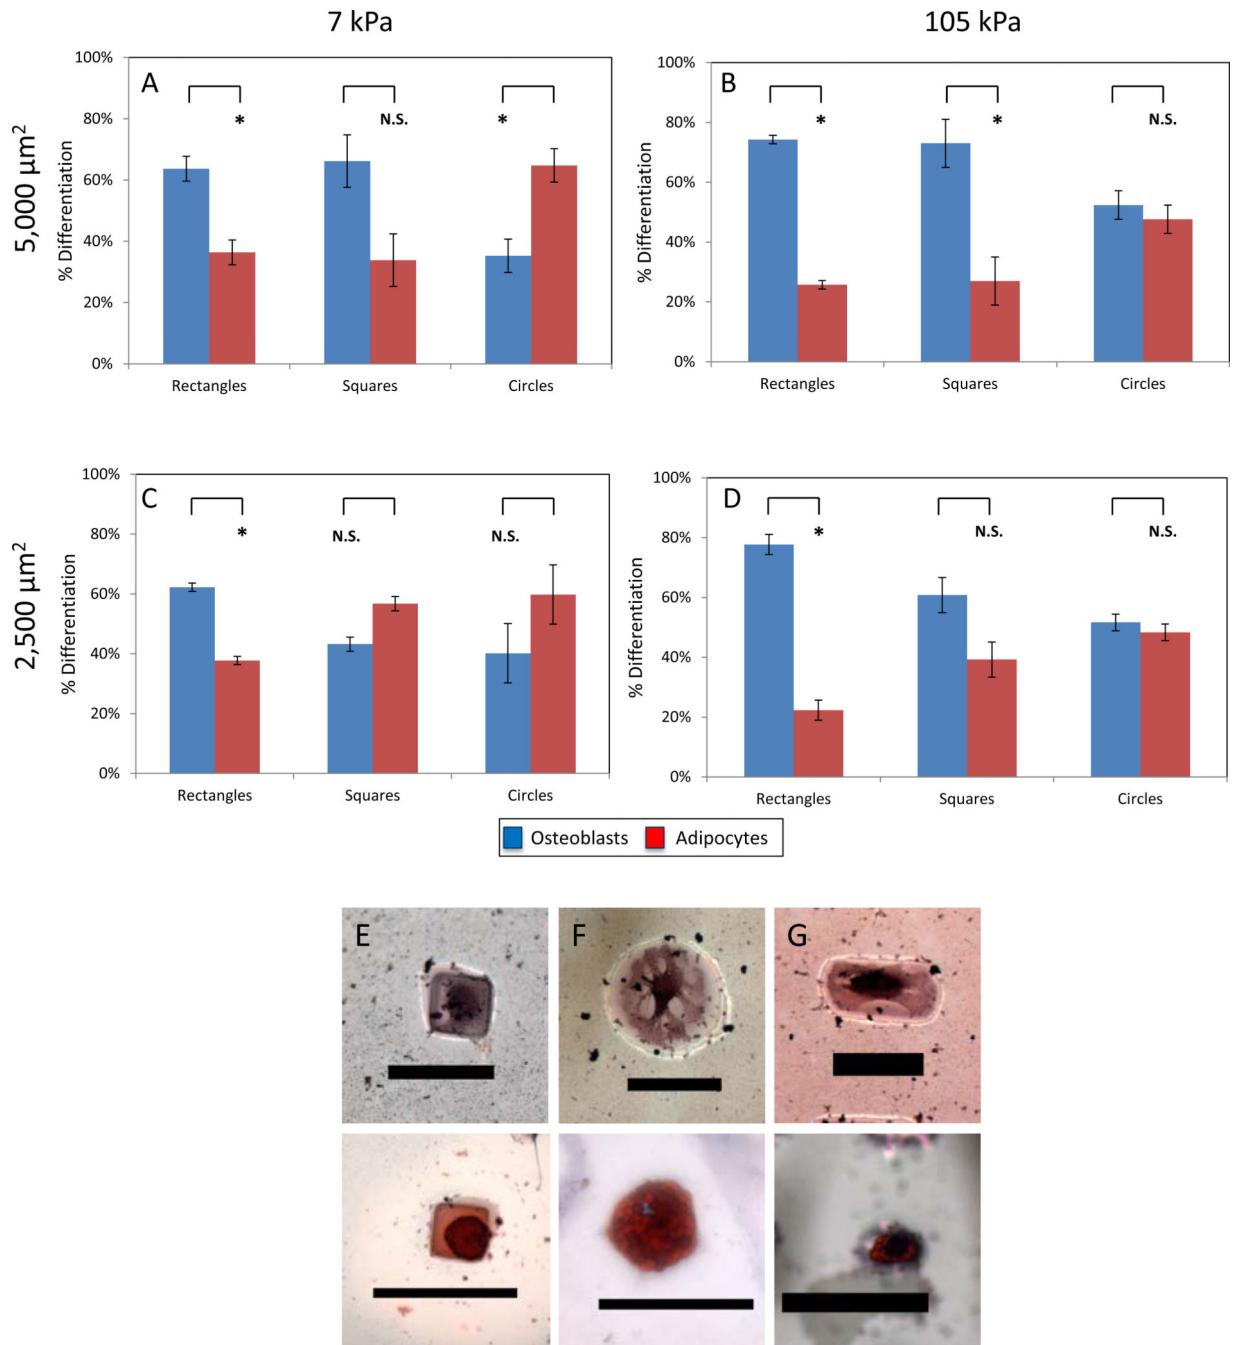 7 kPa
105 kPa
5,000 µm²
A
% Differentiation
100%
80%
60%
40%
20%
0%
*
N.S.
*
Rectangles
Squares
Circles
B
% Differentiation
100%
80%
60%
40%
20%
0%
*
*
N.S.
Rectangles
Squares
Circles
2,500 µm²
C
% Differentiation
100%
80%
60%
40%
20%
0%
*
N.S.
N.S.
Rectangles
Squares
Circles
D
% Differentiation
100%
80%
60%
40%
20%
0%
*
N.S.
N.S.
Rectangles
Squares
Circles
Osteoblasts
Adipocytes
E
F
G